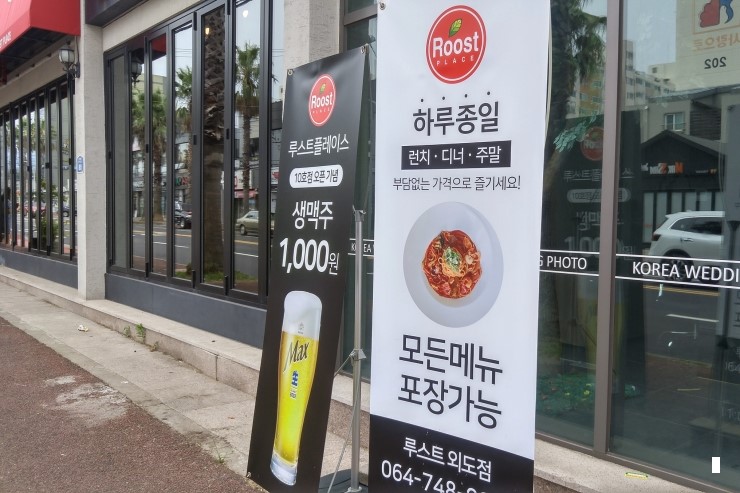 Roost
PLACE
루스트플레이스
10호점 오픈 기념
생맥주
1,000원
Max
生
Roost
PLACE
하루종일
런치 · 디너 · 주말
부담없는 가격으로 즐기세요!
모든메뉴
포장가능
루스트 외도점
064-748-
G PHOTO
KOREA WEDDI
202